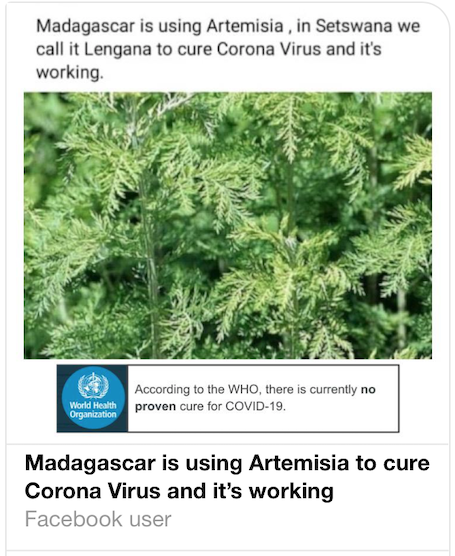 Madagascar is using Artemisia , in Setswana we
call it Lengana to cure Corona Virus and it's
working.
World Health
Organization
According to the WHO, there is currently no
proven cure for COVID-19.
Madagascar is using Artemisia to cure
Corona Virus and it’s working
Facebook user